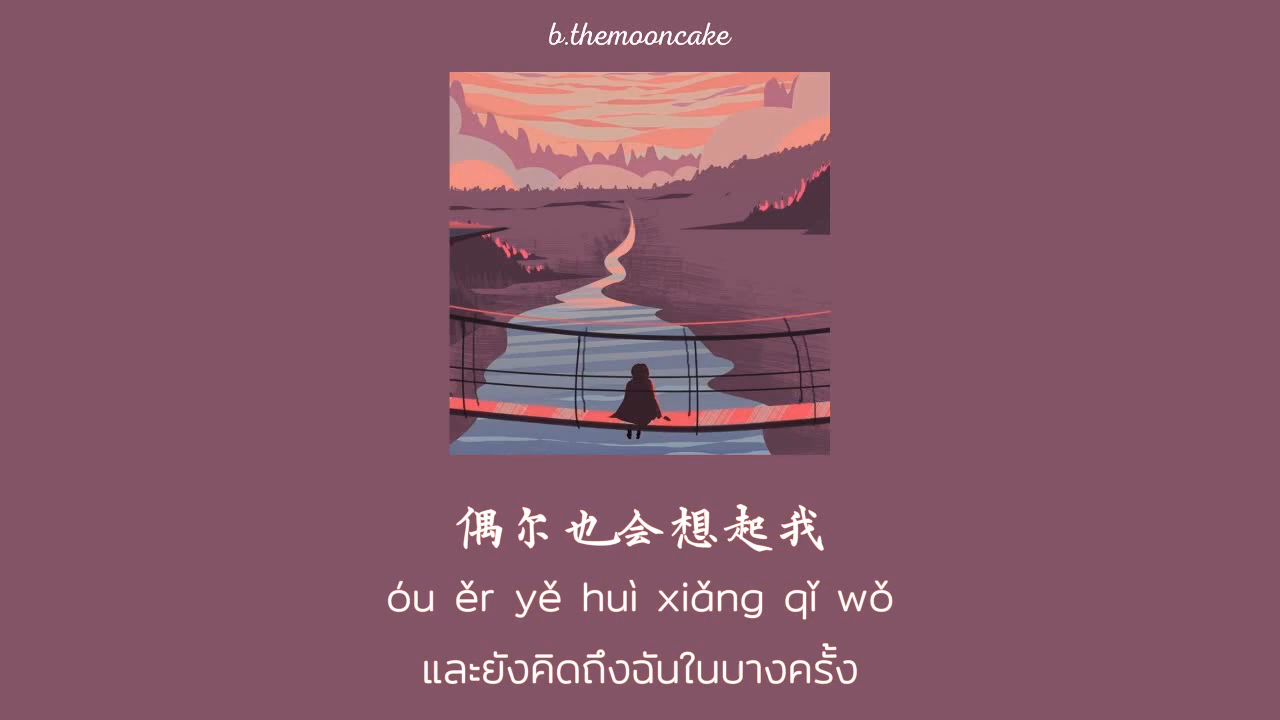 b.themooncake
偶尔也会想起我
óu ěr yě huì xiǎng qǐ wǒ
และยังคิดถึงฉันในบางครั้ง